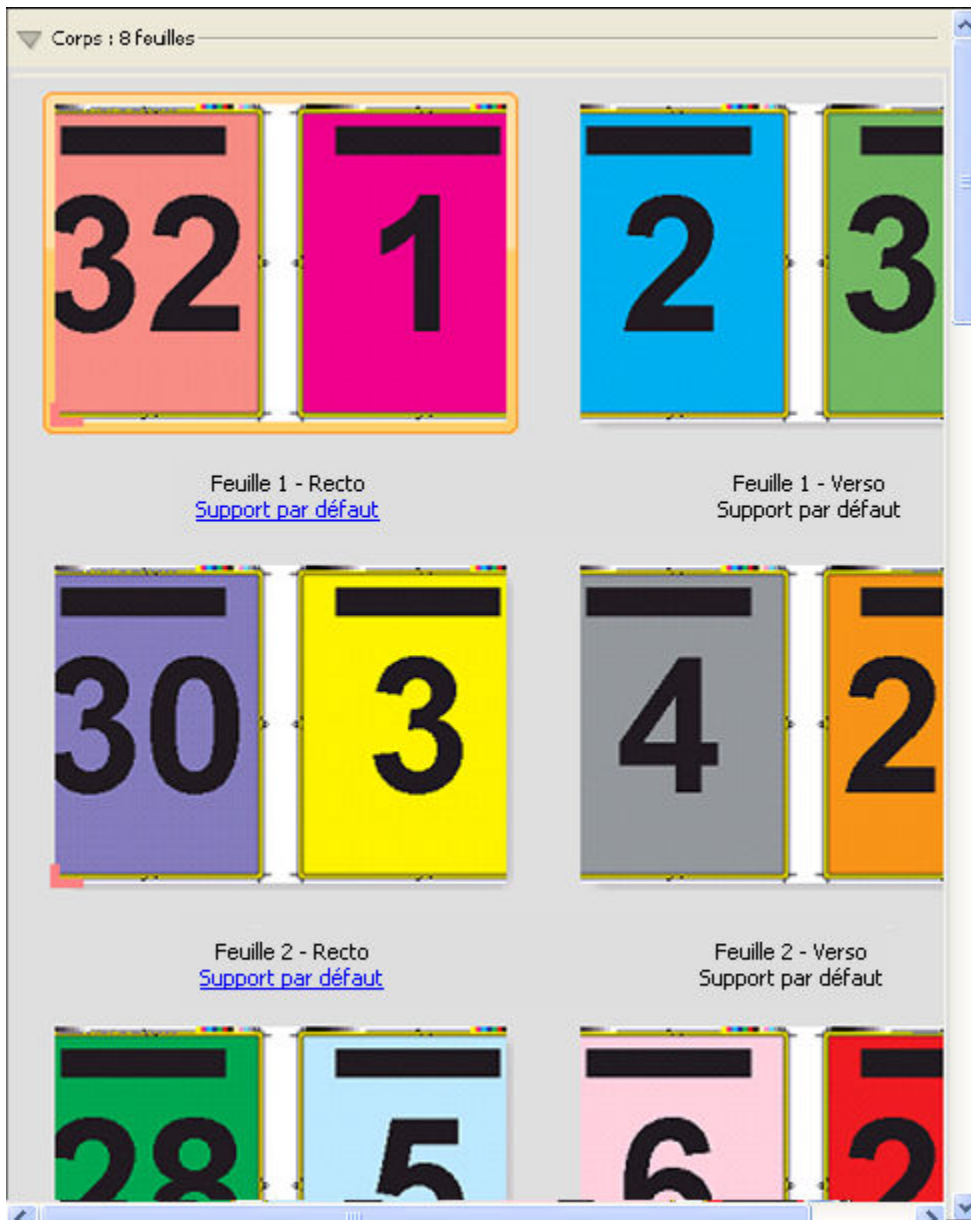 Corps : 8 feuilles
32 1 2 3
Feuille 1 - Recto
Support par défaut
Feuille 1 - Verso
Support par défaut
30 3 4 2
Feuille 2 - Recto
Support par défaut
Feuille 2 - Verso
Support par défaut
28 5 6 2